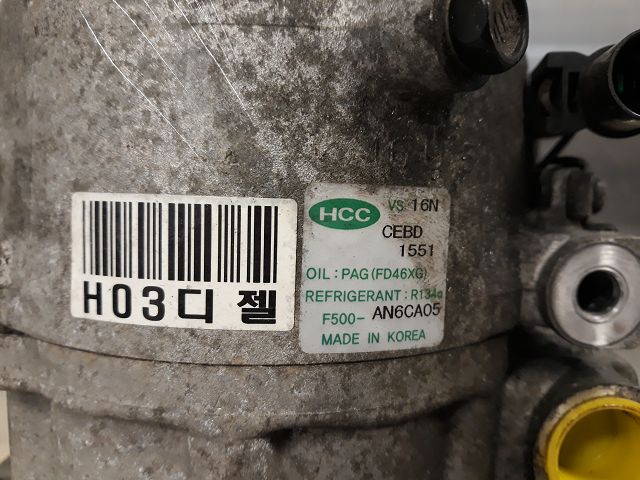 H03디젤
HCC VS 16N
CEBD
1551
OIL : PAG (FD46XG)
REFRIGERANT : R134a
F500- AN6CA05
MADE IN KOREA